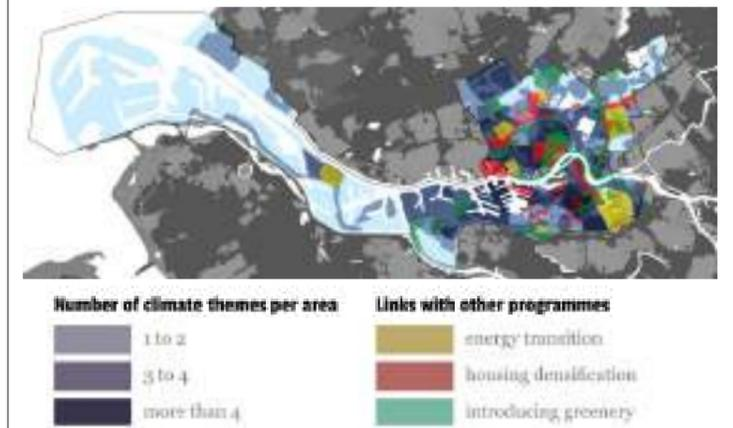 Number of climate themes per area
1 to 2
3 to 4
more than 4
Links with other programmes
energy transition
housing densification
introducing greenery